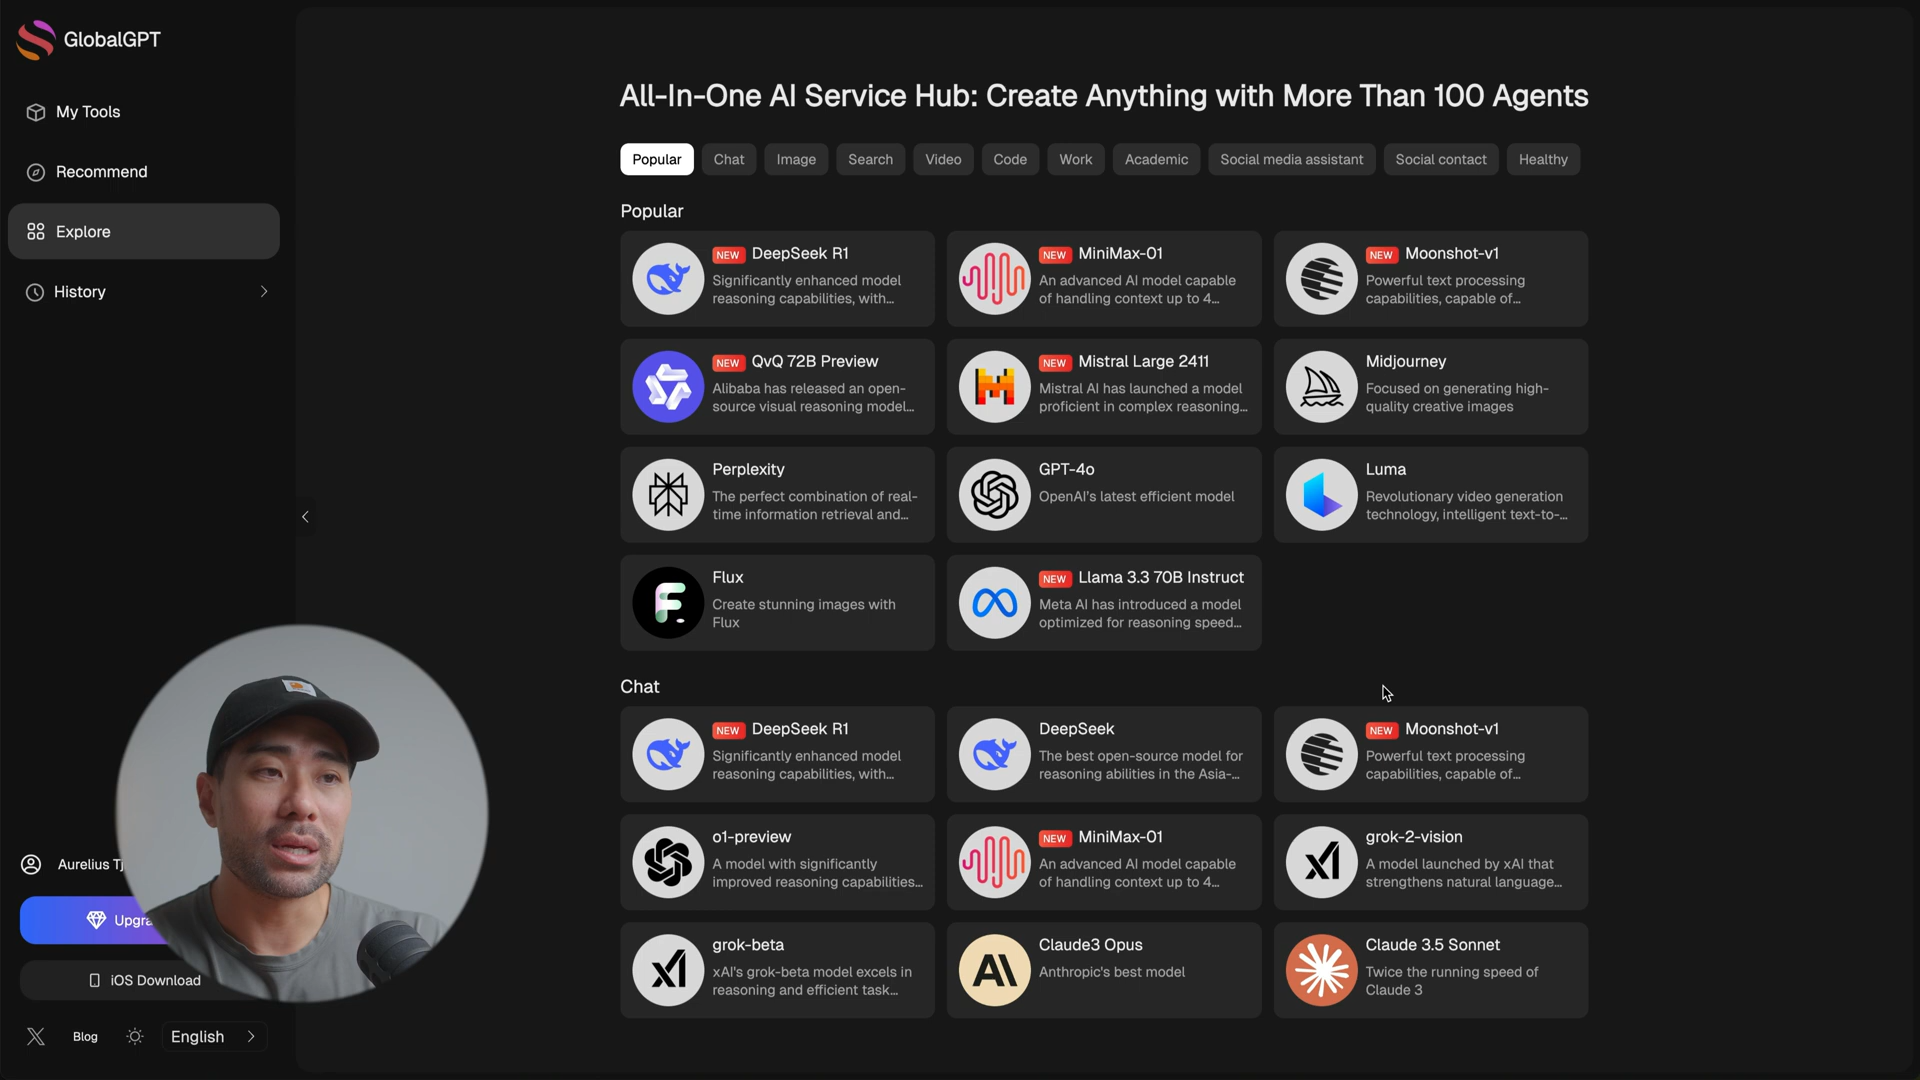 GlobalGPT
My Tools
Recommend
Explore
History
Aurelius Tj
Upgra
iOS Download
Blog
English
All-In-One AI Service Hub: Create Anything with More Than 100 Agents
Popular Chat Image Search Video Code Work Academic Social media assistant Social contact Healthy
Popular
NEW DeepSeek R1
Significantly enhanced model
reasoning capabilities, with...
NEW MiniMax-01
An advanced AI model capable
of handling context up to 4...
NEW Moonshot-v1
Powerful text processing
capabilities, capable of...
NEW QvQ 72B Preview
Alibaba has released an open-
source visual reasoning model...
NEW Mistral Large 2411
Mistral AI has launched a model
proficient in complex reasoning...
Midjourney
Focused on generating high-
quality creative images
Perplexity
The perfect combination of real-
time information retrieval and...
GPT-4o
OpenAI's latest efficient model
Luma
Revolutionary video generation
technology, intelligent text-to-...
Flux
Create stunning images with
Flux
NEW Llama 3.3 70B Instruct
Meta AI has introduced a model
optimized for reasoning speed...
Chat
NEW DeepSeek R1
Significantly enhanced model
reasoning capabilities, with...
DeepSeek
The best open-source model for
reasoning abilities in the Asia-...
NEW Moonshot-v1
Powerful text processing
capabilities, capable of...
o1-preview
A model with significantly
improved reasoning capabilities...
NEW MiniMax-01
An advanced AI model capable
of handling context up to 4...
grok-2-vision
A model launched by xAI that
strengthens natural language...
grok-beta
xAI's grok-beta model excels in
reasoning and efficient task...
Claude3 Opus
Anthropic's best model
Claude 3.5 Sonnet
Twice the running speed of
Claude 3